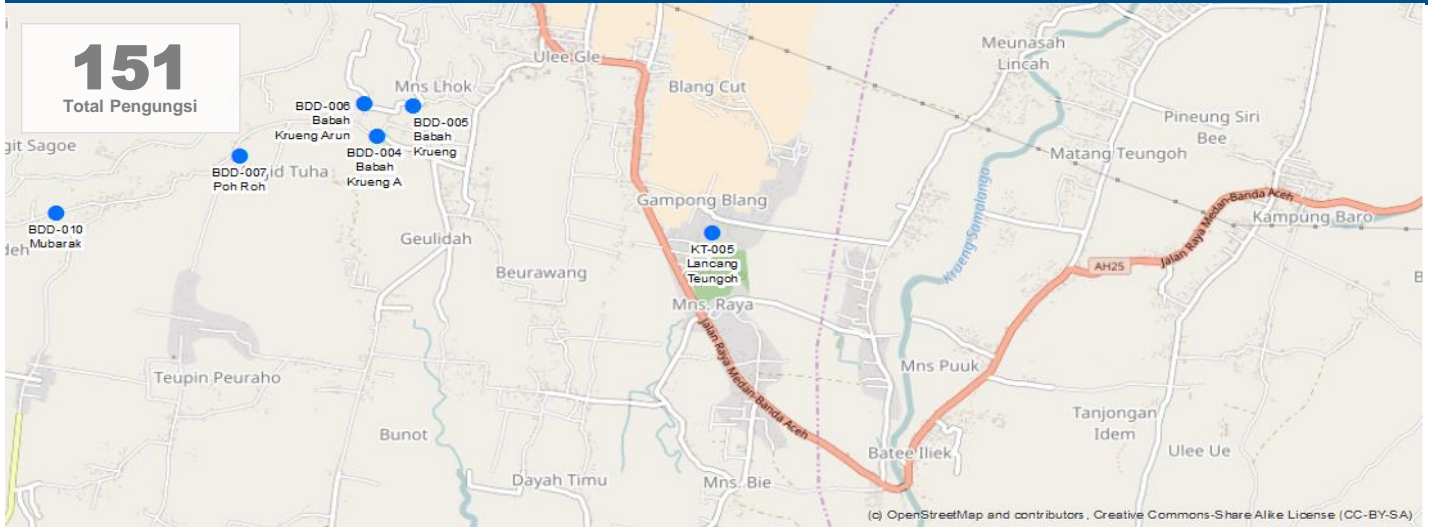 151
Total Pengungsi
Ulee Gle
Meunasah
Lincah
Mns Lhok
Blang Cut
BDD-006
Babah
Krueng Arun
BDD-005
Babah
Krueng
Pineung Siri
Bee
git Sagoe
BDD-004
Babah
Krueng A
Matang Teungoh
BDD-007
Poh Roh
id Tuha
Gampong Blang
Jalan Raya Medan-Banda Aceh
Kampung Baro
BDD-010
Mubarak
deh
Geulidah
Krueng Samalanga
KT-005
Lancang
Teungoh
AH25
Beurawang
B
Mns. Raya
Jalan Raya Medan-Banda Aceh
Mns Puuk
Teupin Peuraho
Tanjongan
Idem
Bunot
Batee Iliek
Ulee Ue
Dayah Timu
Mns. Bie
(c) OpenStreetMap and contributors, Creative Commons-Share Alike License (CC-BY-SA)